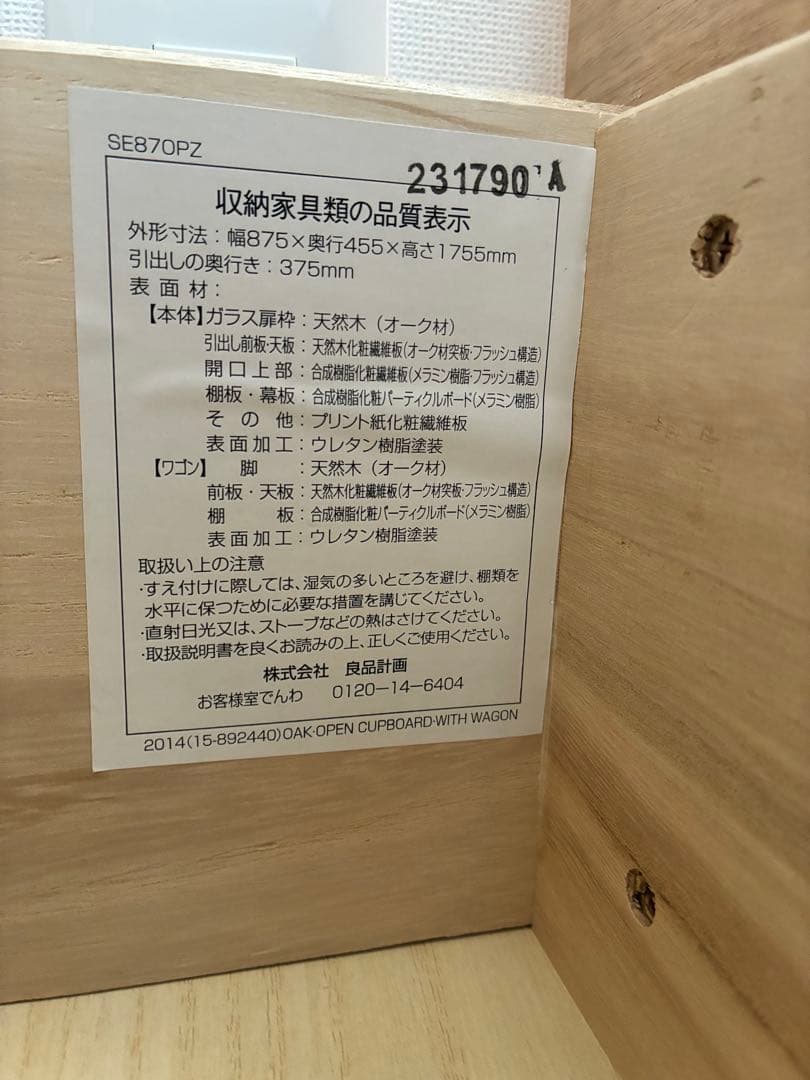 SE870PZ
231790 A
収納家具類の品質表示
外形寸法：幅875×奥行455×高さ1755mm
引出しの奥行き：375mm
表面材：
【本体】ガラス扉枠：天然木（オーク材）
引出し前板・天板：天然木化粧繊維板(オーク材突板・フラッシュ構造)
開口上部：合成樹脂化粧繊維板(メラミン樹脂・フラッシュ構造)
棚板・幕板：合成樹脂化粧パーティクルボード(メラミン樹脂)
その他：プリント紙化粧繊維板
表面加工：ウレタン樹脂塗装
【ワゴン】脚：天然木（オーク材）
前板・天板：天然木化粧繊維板(オーク材突板・フラッシュ構造)
棚板：合成樹脂化粧パーティクルボード(メラミン樹脂)
表面加工：ウレタン樹脂塗装
取扱い上の注意
・すえ付けに際しては、湿気の多いところを避け、棚類を
水平に保つために必要な措置を講じてください。
・直射日光又は、ストーブなどの熱はさけてください。
・取扱説明書を良くお読みの上、正しくご使用ください。
株式会社 良品計画
お客様室でんわ 0120-14-6404
2014(15-892440)OAK･OPEN CUPBOARD･WITH WAGON